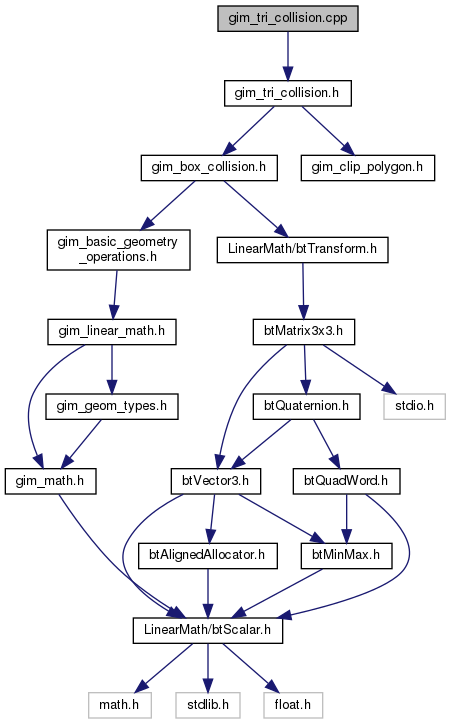 gim_tri_collision.cpp
gim_tri_collision.h
gim_box_collision.h
gim_clip_polygon.h
gim_basic_geometry
_operations.h
LinearMath/btTransform.h
gim_linear_math.h
btMatrix3x3.h
gim_geom_types.h
btQuaternion.h
stdio.h
gim_math.h
btVector3.h
btQuadWord.h
btAlignedAllocator.h
btMinMax.h
LinearMath/btScalar.h
math.h
stdlib.h
float.h